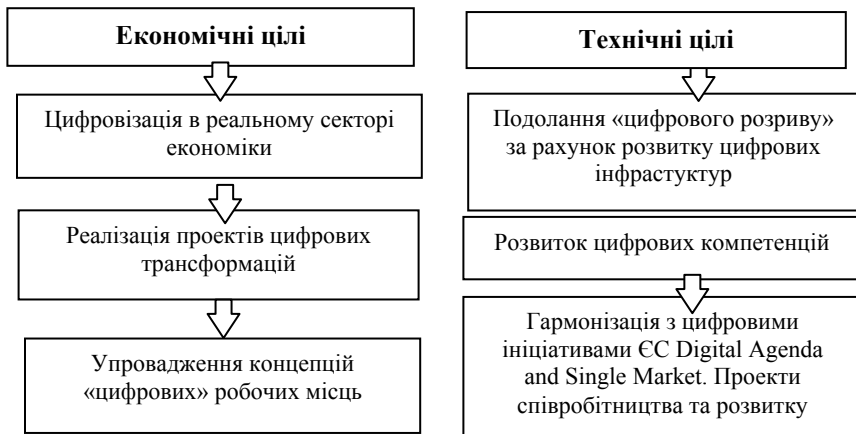 Економічні цілі
Цифровізація в реальному секторі
економіки
Реалізація проектів цифрових
трансформацій
Упровадження концепцій
«цифрових» робочих місць
Технічні цілі
Подолання «цифрового розриву»
за рахунок розвитку цифрових
інфрастуктур
Розвиток цифрових компетенцій
Гармонізація з цифровими
ініціативами ЄС Digital Agenda
and Single Market. Проекти
співробітництва та розвитку